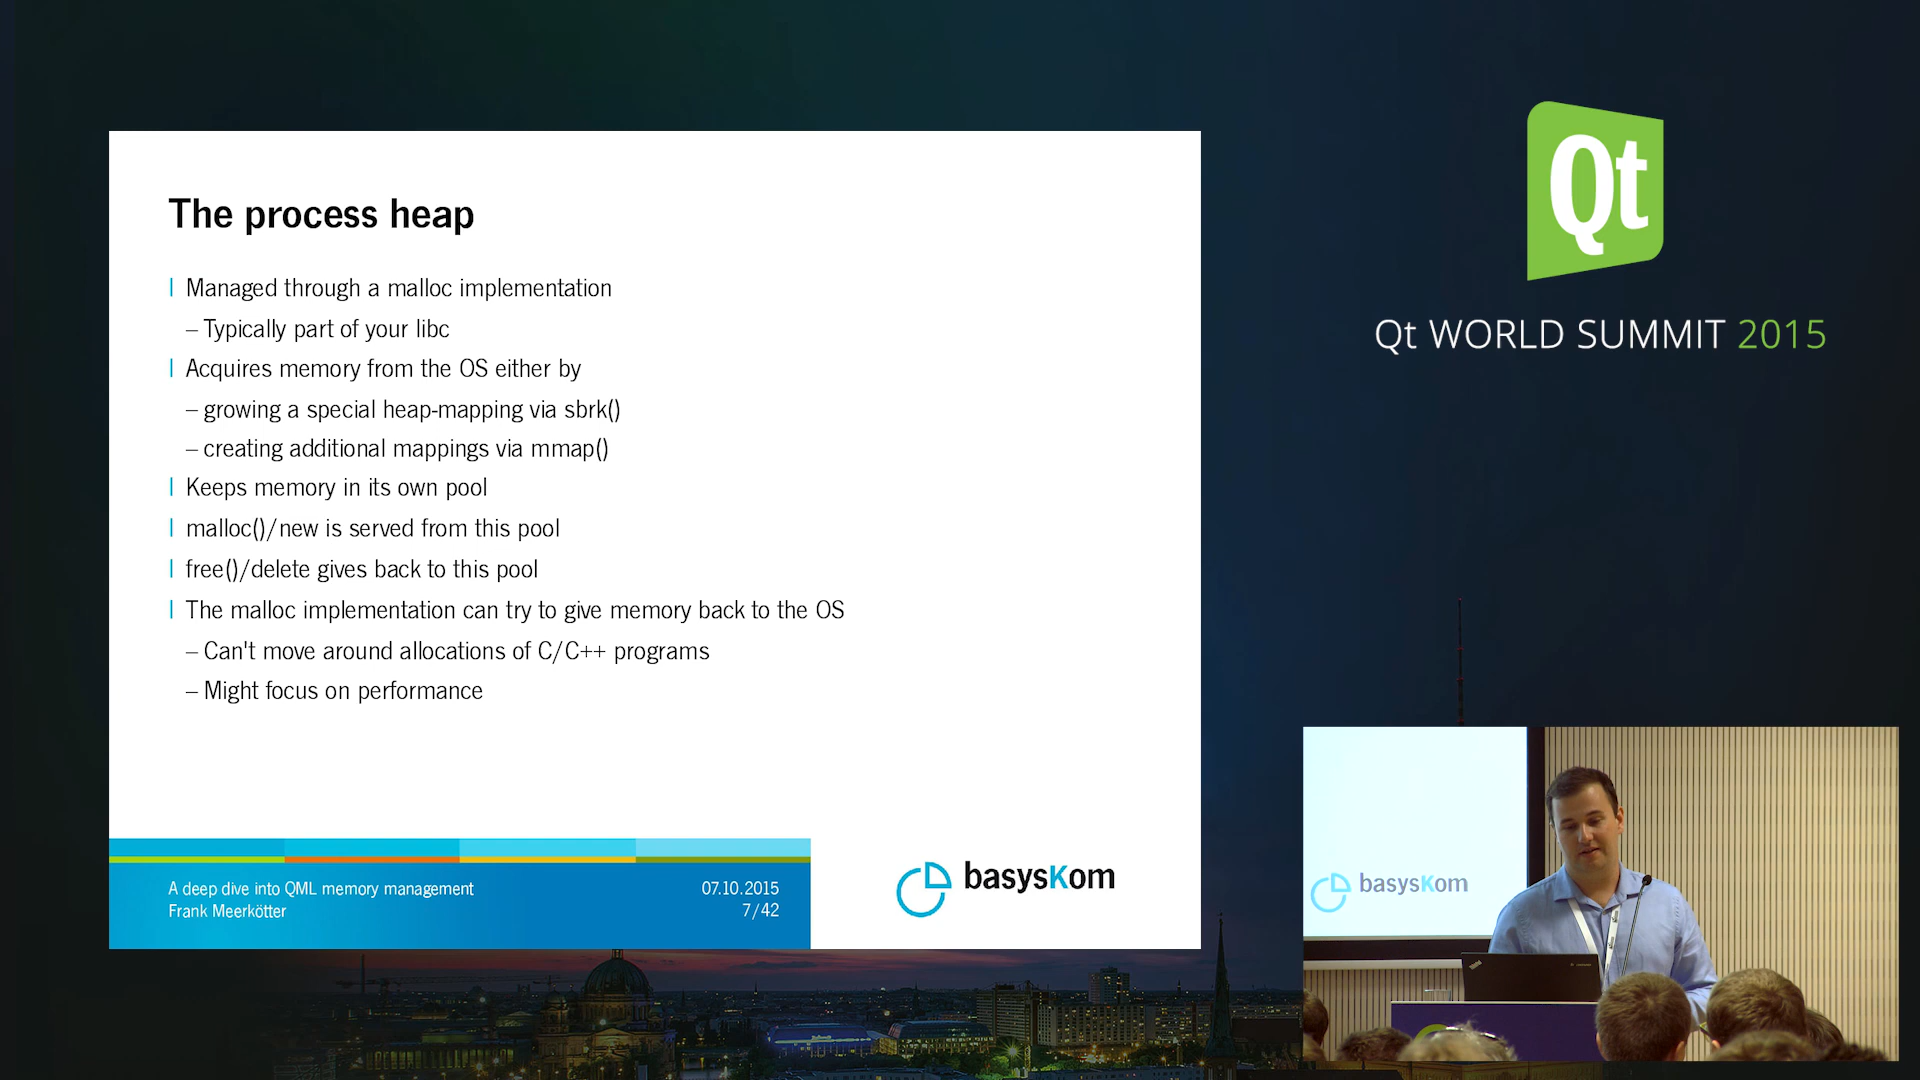 The process heap
Managed through a malloc implementation
– Typically part of your libc
Acquires memory from the OS either by
– growing a special heap-mapping via sbrk()
– creating additional mappings via mmap()
Keeps memory in its own pool
malloc()/new is served from this pool
free()/delete gives back to this pool
The malloc implementation can try to give memory back to the OS
– Can't move around allocations of C/C++ programs
– Might focus on performance
A deep dive into QML memory management
Frank Meerkötter
07.10.2015
7/42
basysKom
Qt
Qt WORLD SUMMIT 2015
basysKom